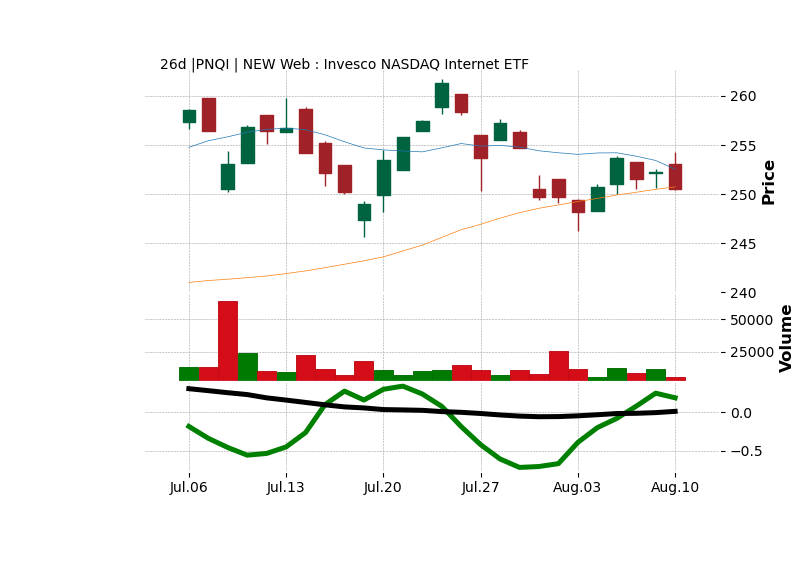 26d |PNQI | NEW Web : Invesco NASDAQ Internet ETF
260
255
250
245
240
Price
50000
25000
Volume
0.0
−0.5
Jul.06 Jul.13 Jul.20 Jul.27 Aug.03 Aug.10